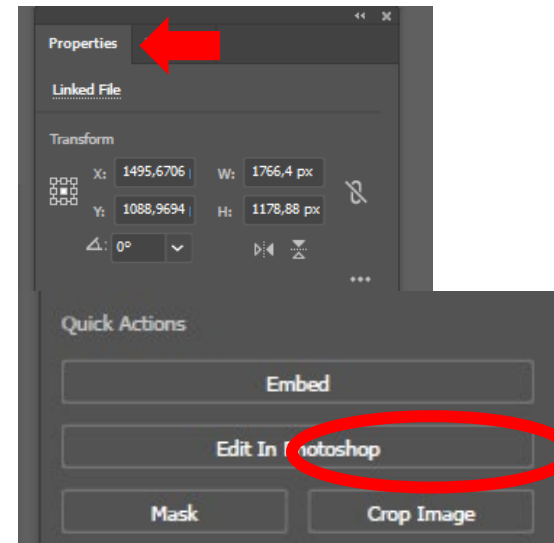 Properties
Linked File
Transform
X: 1495,6706 W: 1766,4 px
Y: 1088,9694 H: 1178,88 px
0°
Quick Actions
Embed
Edit In Photoshop
Mask Crop Image